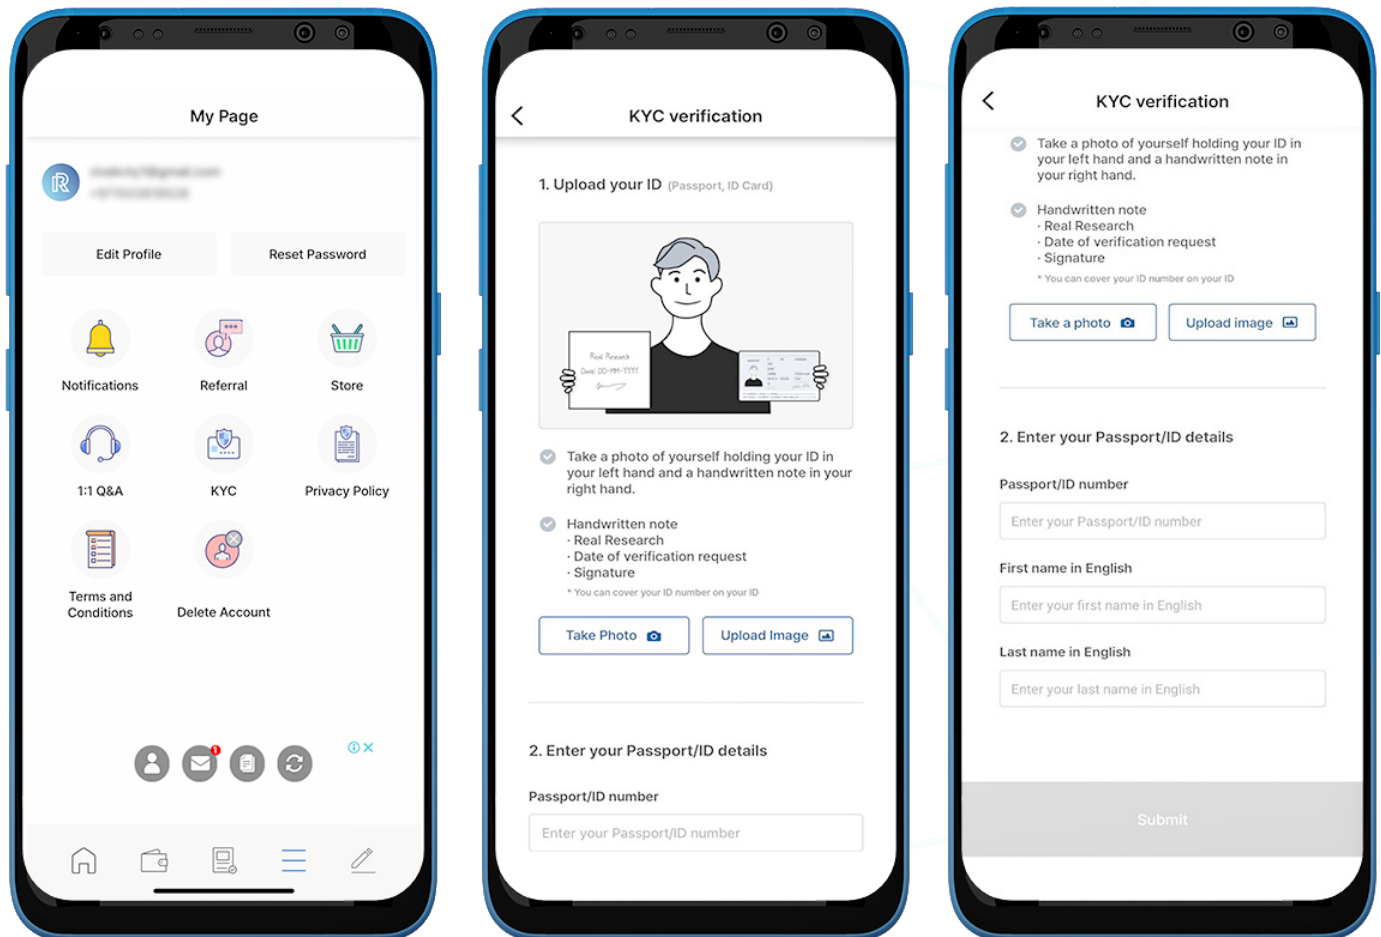 My Page
Edit Profile
Reset Password
Notifications
Referral
Store
1:1 Q&A
KYC
Privacy Policy
Terms and
Conditions
Delete Account
1
KYC verification
1. Upload your ID (Passport, ID Card)
Real Research
Date: DD-MM-YYYY
Take a photo of yourself holding your ID in
your left hand and a handwritten note in your
right hand.
Handwritten note
· Real Research
· Date of verification request
· Signature
* You can cover your ID number on your ID
Take Photo
Upload Image
2. Enter your Passport/ID details
Passport/ID number
Enter your Passport/ID number
KYC verification
Take a photo of yourself holding your ID in
your left hand and a handwritten note in
your right hand.
Handwritten note
· Real Research
· Date of verification request
· Signature
* You can cover your ID number on your ID
Take a photo
Upload image
2. Enter your Passport/ID details
Passport/ID number
Enter your Passport/ID number
First name in English
Enter your first name in English
Last name in English
Enter your last name in English
Submit